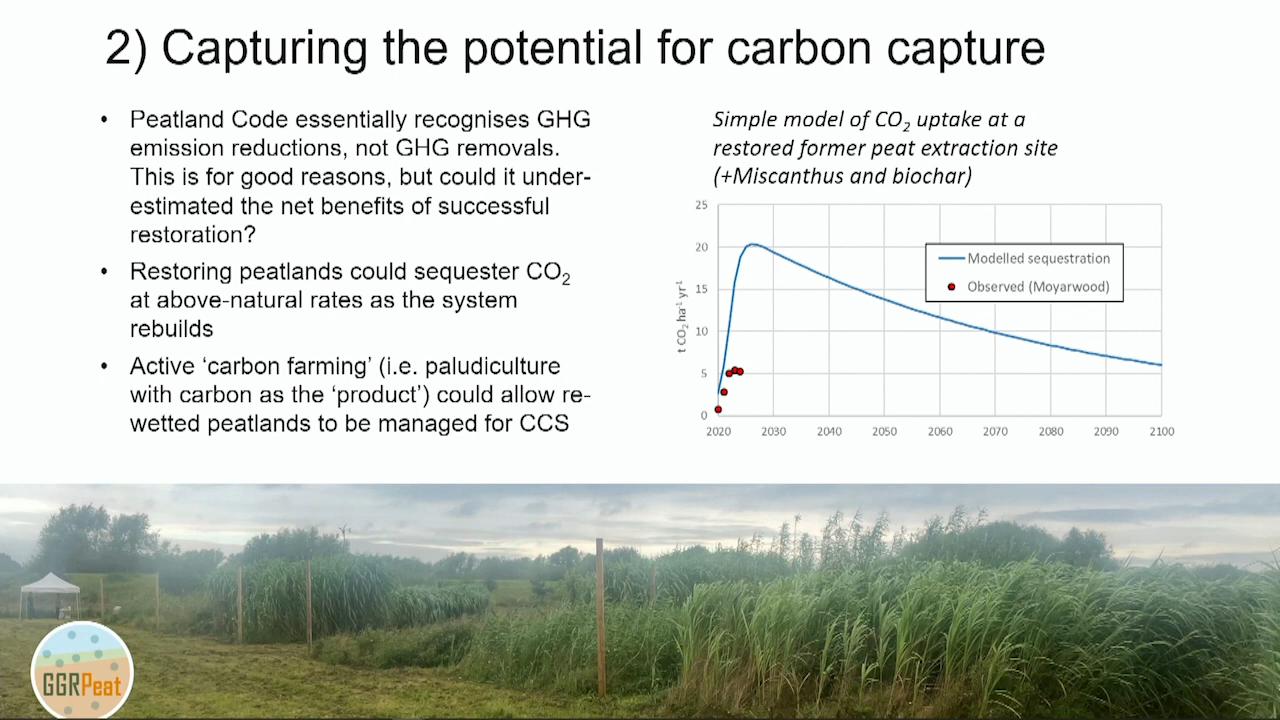 2) Capturing the potential for carbon capture
• Peatland Code essentially recognises GHG
emission reductions, not GHG removals.
This is for good reasons, but could it under-
estimated the net benefits of successful
restoration?
• Restoring peatlands could sequester CO₂
at above-natural rates as the system
rebuilds
• Active ‘carbon farming’ (i.e. paludiculture
with carbon as the ‘product’) could allow re-
wetted peatlands to be managed for CCS
Simple model of CO₂ uptake at a
restored former peat extraction site
(+Miscanthus and biochar)
25
20
15
10
5
0
t CO₂ ha⁻¹ yr⁻¹
Modelled sequestration
Observed (Moyarwood)
2020 2030 2040 2050 2060 2070 2080 2090 2100
GGRPeat